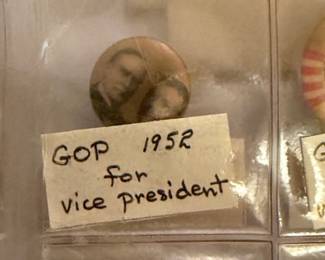 GOP 1952
for
vice president
G